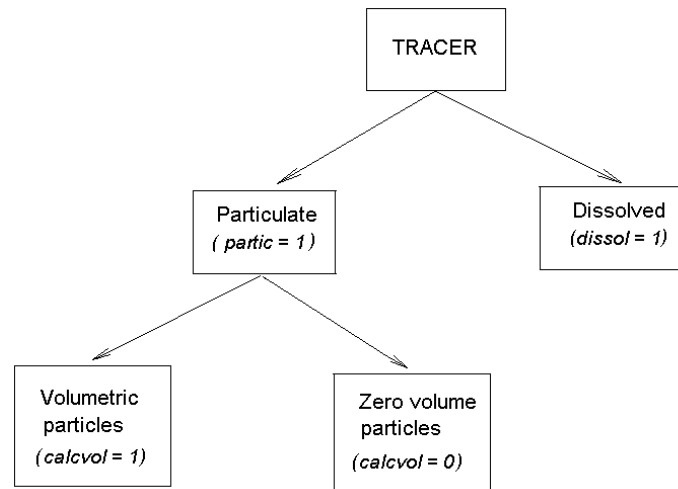 TRACER
Particulate
( partic = 1)
Dissolved
(dissol = 1)
Volumetric
particles
(calcvol = 1)
Zero volume
particles
(calcvol = 0)